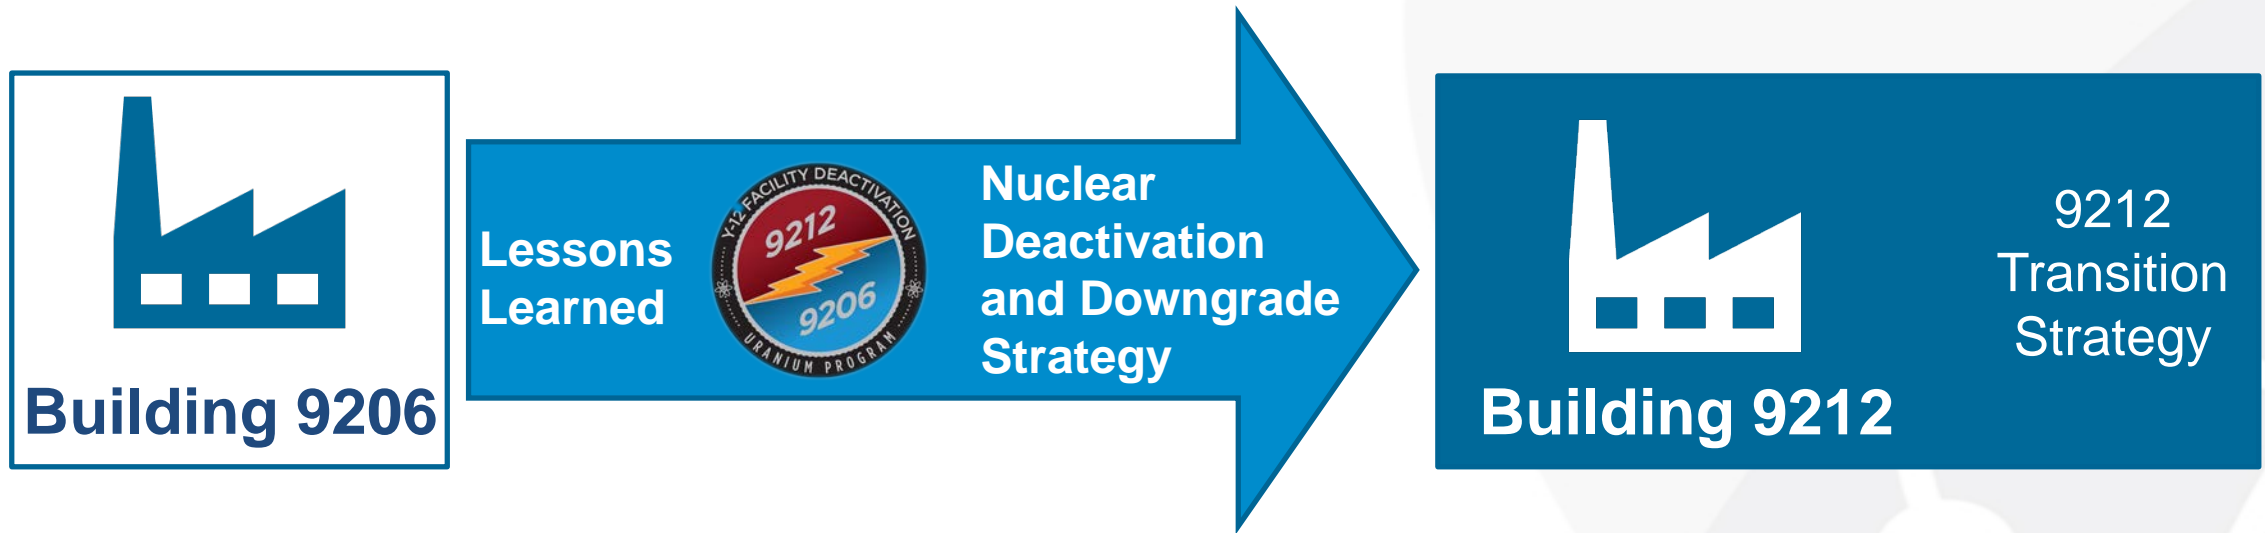 Building 9206
Lessons
Learned
Y-12 FACILITY DEACTIVATION
9212
9206
URANIUM PROGRAM
Nuclear
Deactivation
and Downgrade
Strategy
Building 9212
9212
Transition
Strategy